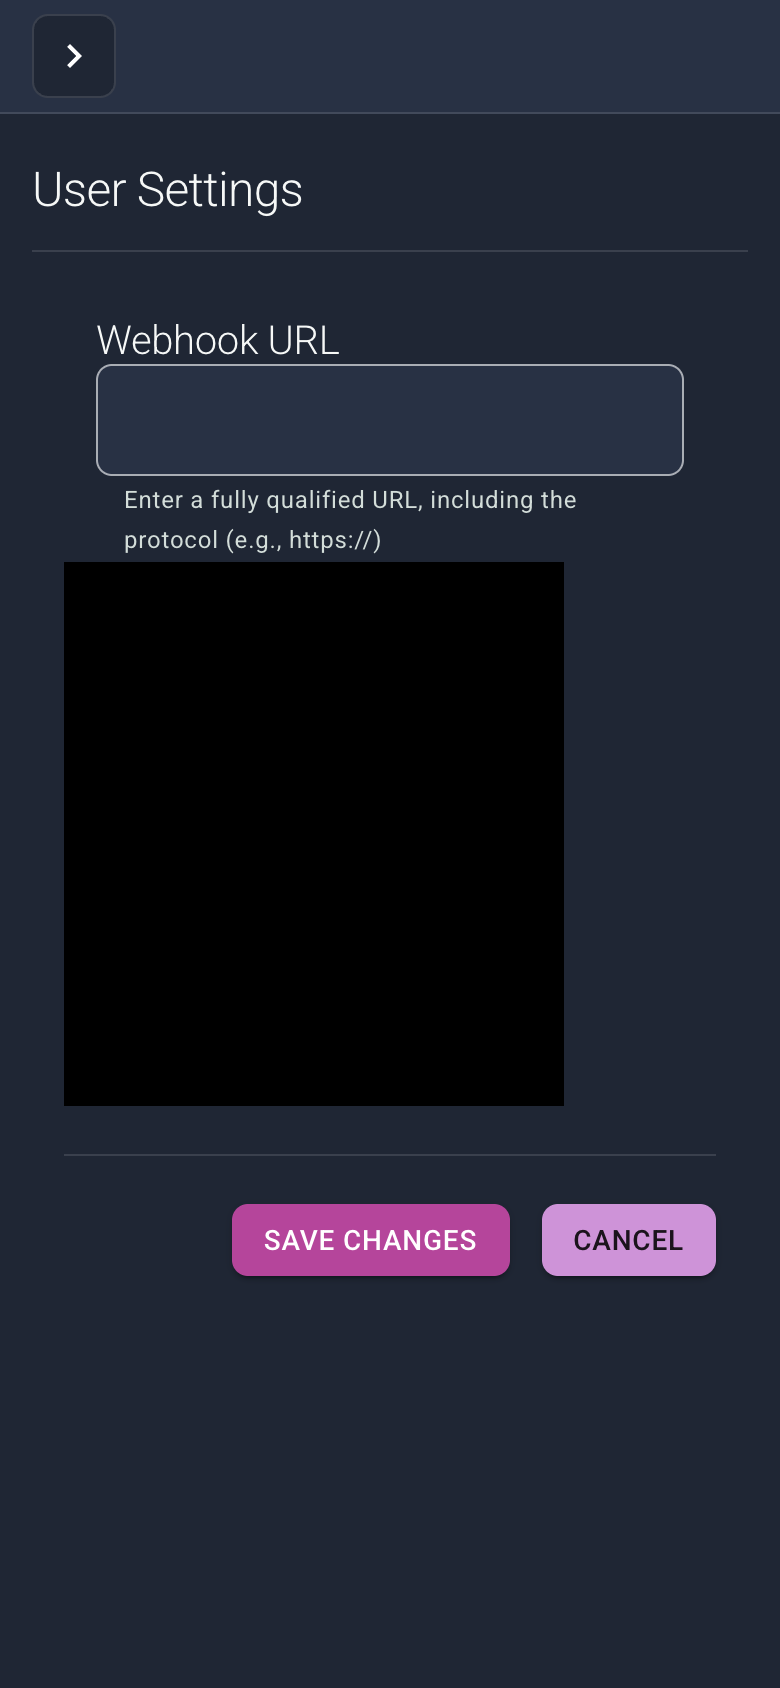 User Settings
Webhook URL
Enter a fully qualified URL, including the
protocol (e.g., https://)
SAVE CHANGES
CANCEL